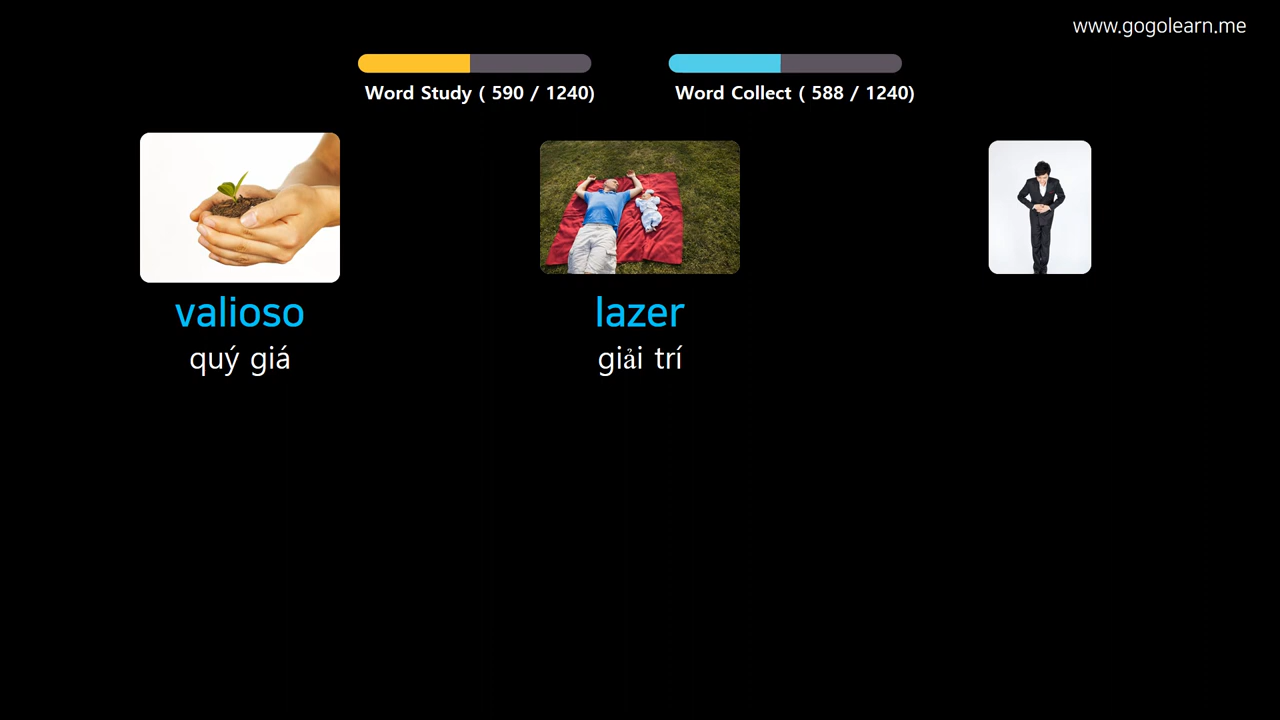 www.gogolearn.me
Word Study ( 590 / 1240)
Word Collect ( 588 / 1240)
valioso
quý giá
lazer
giải trí